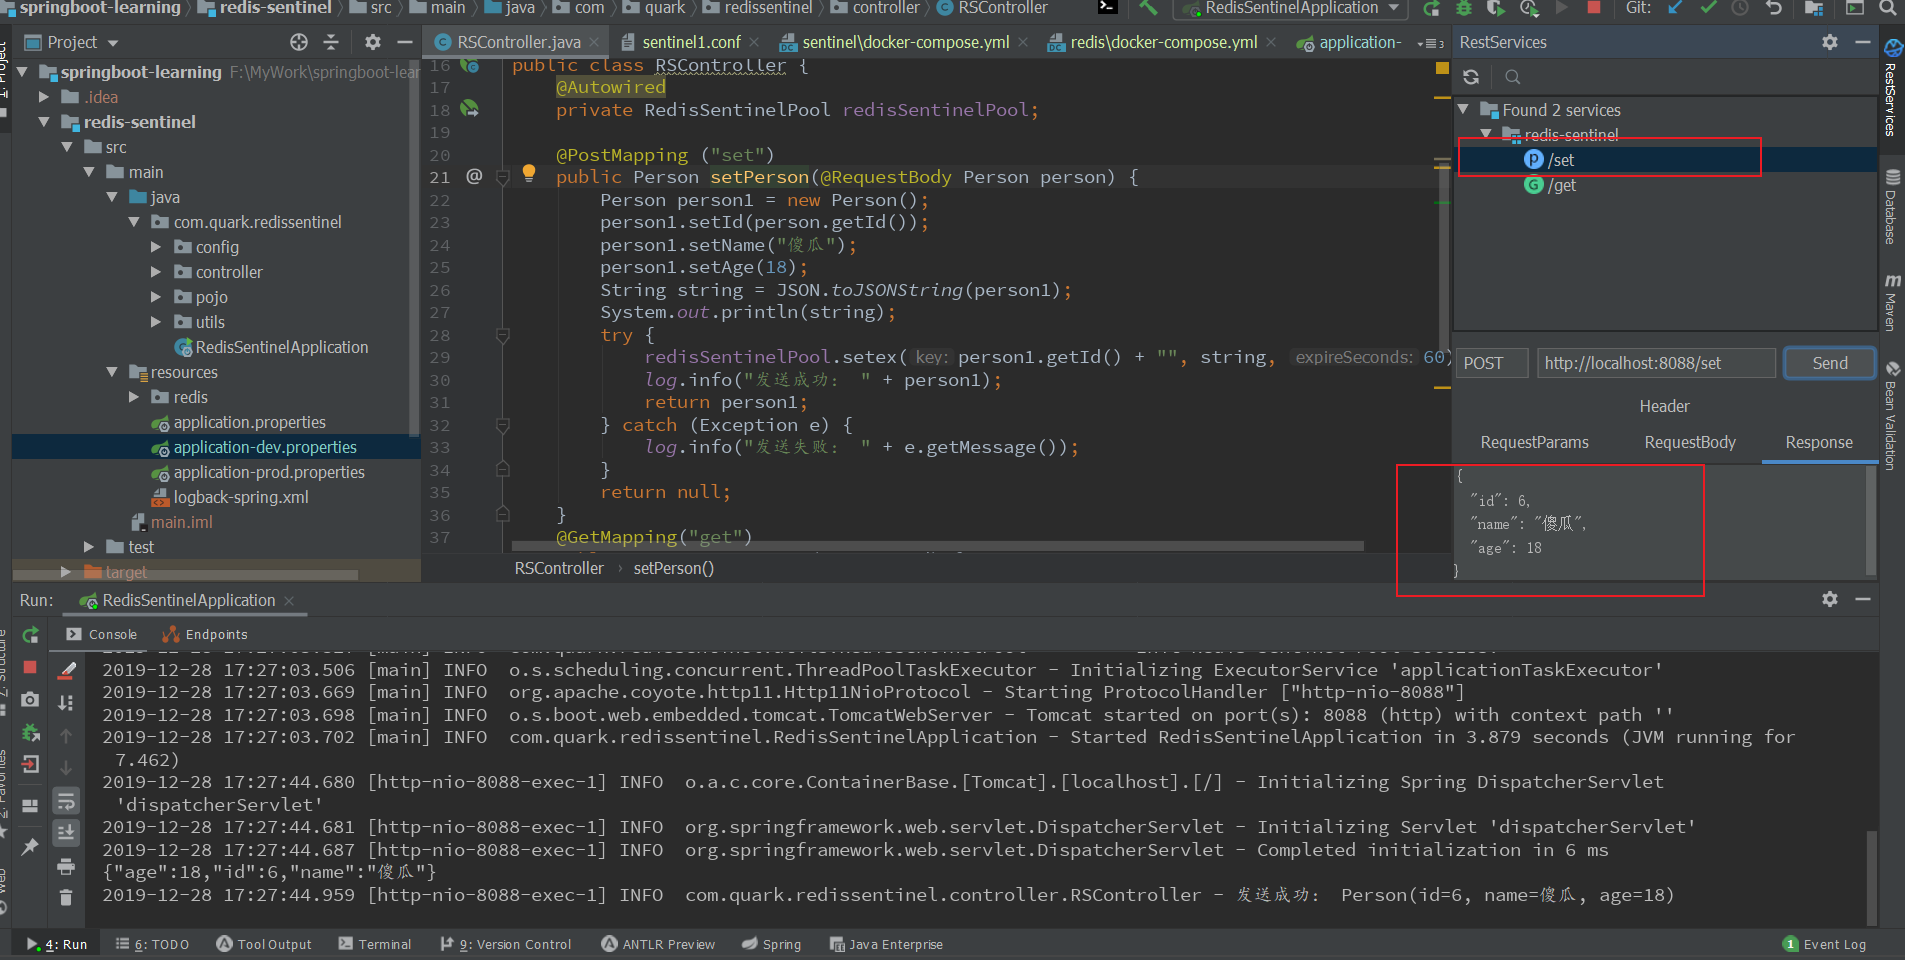 springboot-learning redis-sentinel src main java com quark redissentinel controller RSController RedisSentinelApplication Git:
Project
RSController.java sentinel1.conf sentinel\docker-compose.yml redis\docker-compose.yml application- 3
RestServices
springboot-learning F:\MyWork\springboot-lear
.idea
redis-sentinel
src
main
java
com.quark.redissentinel
config
controller
pojo
utils
RedisSentinelApplication
resources
redis
application.properties
application-dev.properties
application-prod.properties
logback-spring.xml
main.iml
test
target
16 public class RSController {
17 @Autowired
18 private RedisSentinelPool redisSentinelPool;
19
20 @PostMapping ("set")
21 @ public Person setPerson(@RequestBody Person person) {
22 Person person1 = new Person();
23 person1.setId(person.getId());
24 person1.setName("傻瓜");
25 person1.setAge(18);
26 String string = JSON.toJSONString(person1);
27 System.out.println(string);
28 try {
29 redisSentinelPool.setex( key: person1.getId() + "", string, expireSeconds: 60)
30 log.info("发送成功: " + person1);
31 return person1;
32 } catch (Exception e) {
33 log.info("发送失败: " + e.getMessage());
34 }
35 return null;
36 }
37 @GetMapping("get")
RSController › setPerson()
Found 2 services
redis-sentinel
P /set
G /get
POST http://localhost:8088/set Send
Header
RequestParams RequestBody Response
{
"id": 6,
"name": "傻瓜",
"age": 18
}
1: Project
RestServices
Database
m Maven
Bean Validation
Run: RedisSentinelApplication
Console Endpoints
2019-12-28 17:27:03.506 [main] INFO o.s.scheduling.concurrent.ThreadPoolTaskExecutor - Initializing ExecutorService 'applicationTaskExecutor'
2019-12-28 17:27:03.669 [main] INFO org.apache.coyote.http11.Http11NioProtocol - Starting ProtocolHandler ["http-nio-8088"]
2019-12-28 17:27:03.698 [main] INFO o.s.boot.web.embedded.tomcat.TomcatWebServer - Tomcat started on port(s): 8088 (http) with context path ''
2019-12-28 17:27:03.702 [main] INFO com.quark.redissentinel.RedisSentinelApplication - Started RedisSentinelApplication in 3.879 seconds (JVM running for
7.462)
2019-12-28 17:27:44.680 [http-nio-8088-exec-1] INFO o.a.c.core.ContainerBase.[Tomcat].[localhost].[/] - Initializing Spring DispatcherServlet
'dispatcherServlet'
2019-12-28 17:27:44.681 [http-nio-8088-exec-1] INFO org.springframework.web.servlet.DispatcherServlet - Initializing Servlet 'dispatcherServlet'
2019-12-28 17:27:44.687 [http-nio-8088-exec-1] INFO org.springframework.web.servlet.DispatcherServlet - Completed initialization in 6 ms
{"age":18,"id":6,"name":"傻瓜"}
2019-12-28 17:27:44.959 [http-nio-8088-exec-1] INFO com.quark.redissentinel.controller.RSController - 发送成功: Person(id=6, name=傻瓜, age=18)
Z: Structure
2: Favorites
Web
4: Run 6: TODO Tool Output Terminal 9: Version Control ANTLR Preview Spring Java Enterprise 1 Event Log